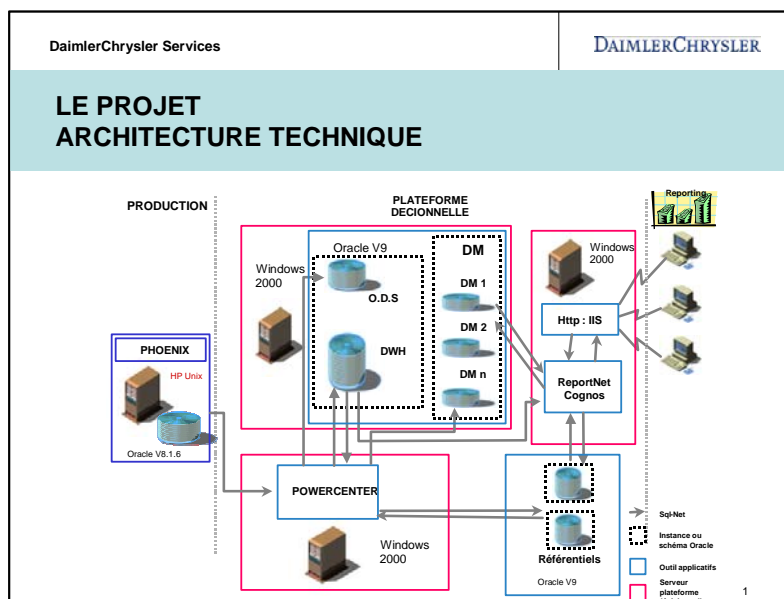 DaimlerChrysler Services
DAIMLERCHRYSLER
LE PROJET
ARCHITECTURE TECHNIQUE
PRODUCTION
PLATEFORME
DECIONNELLE
Reporting
Oracle V9
DM
Windows
2000
Windows
2000
O.D.S
DM 1
DM 2
DWH
DM n
Http : IIS
PHOENIX
HP Unix
Oracle V8.1.6
ReportNet
Cognos
POWERCENTER
Windows
2000
Référentiels
Oracle V9
Sql-Net
Instance ou
schéma Oracle
Outil applicatifs
Serveur
plateforme
1